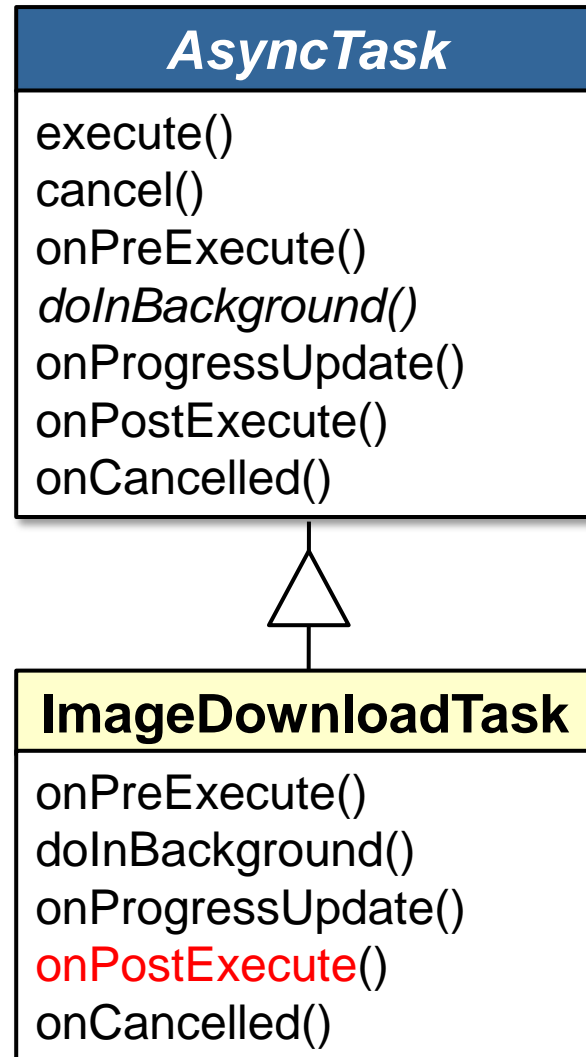 AsyncTask
execute()
cancel()
onPreExecute()
doInBackground()
onProgressUpdate()
onPostExecute()
onCancelled()
ImageDownloadTask
onPreExecute()
doInBackground()
onProgressUpdate()
onPostExecute()
onCancelled()